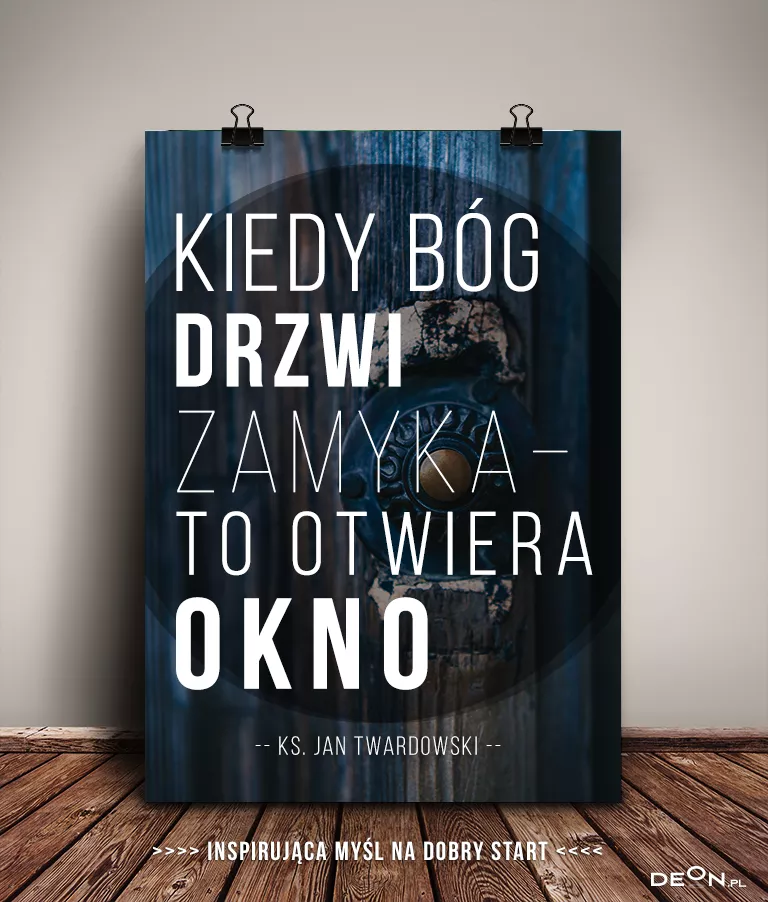 KIEDY BÓG
DRZWI
ZAMYKA–
TO OTWIERA
OKNO
-- KS. JAN TWARDOWSKI --
>>>> INSPIRUJĄCA MYŚL NA DOBRY START <<<<
DEON.PL